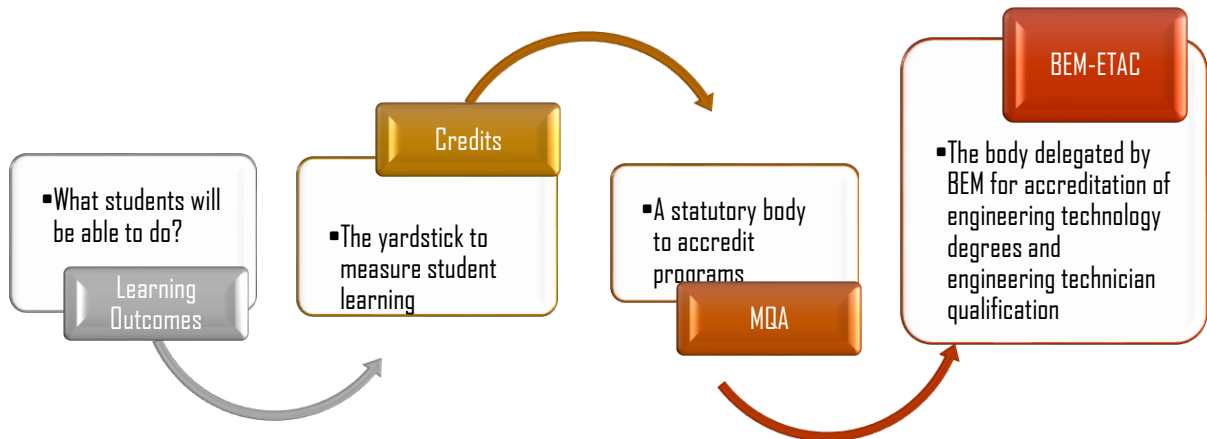 ▪What students will
be able to do?
Learning
Outcomes
Credits
▪The yardstick to
measure student
learning
▪A statutory body
to accredit
programs
MQA
BEM-ETAC
▪The body delegated by
BEM for accreditation of
engineering technology
degrees and
engineering technician
qualification